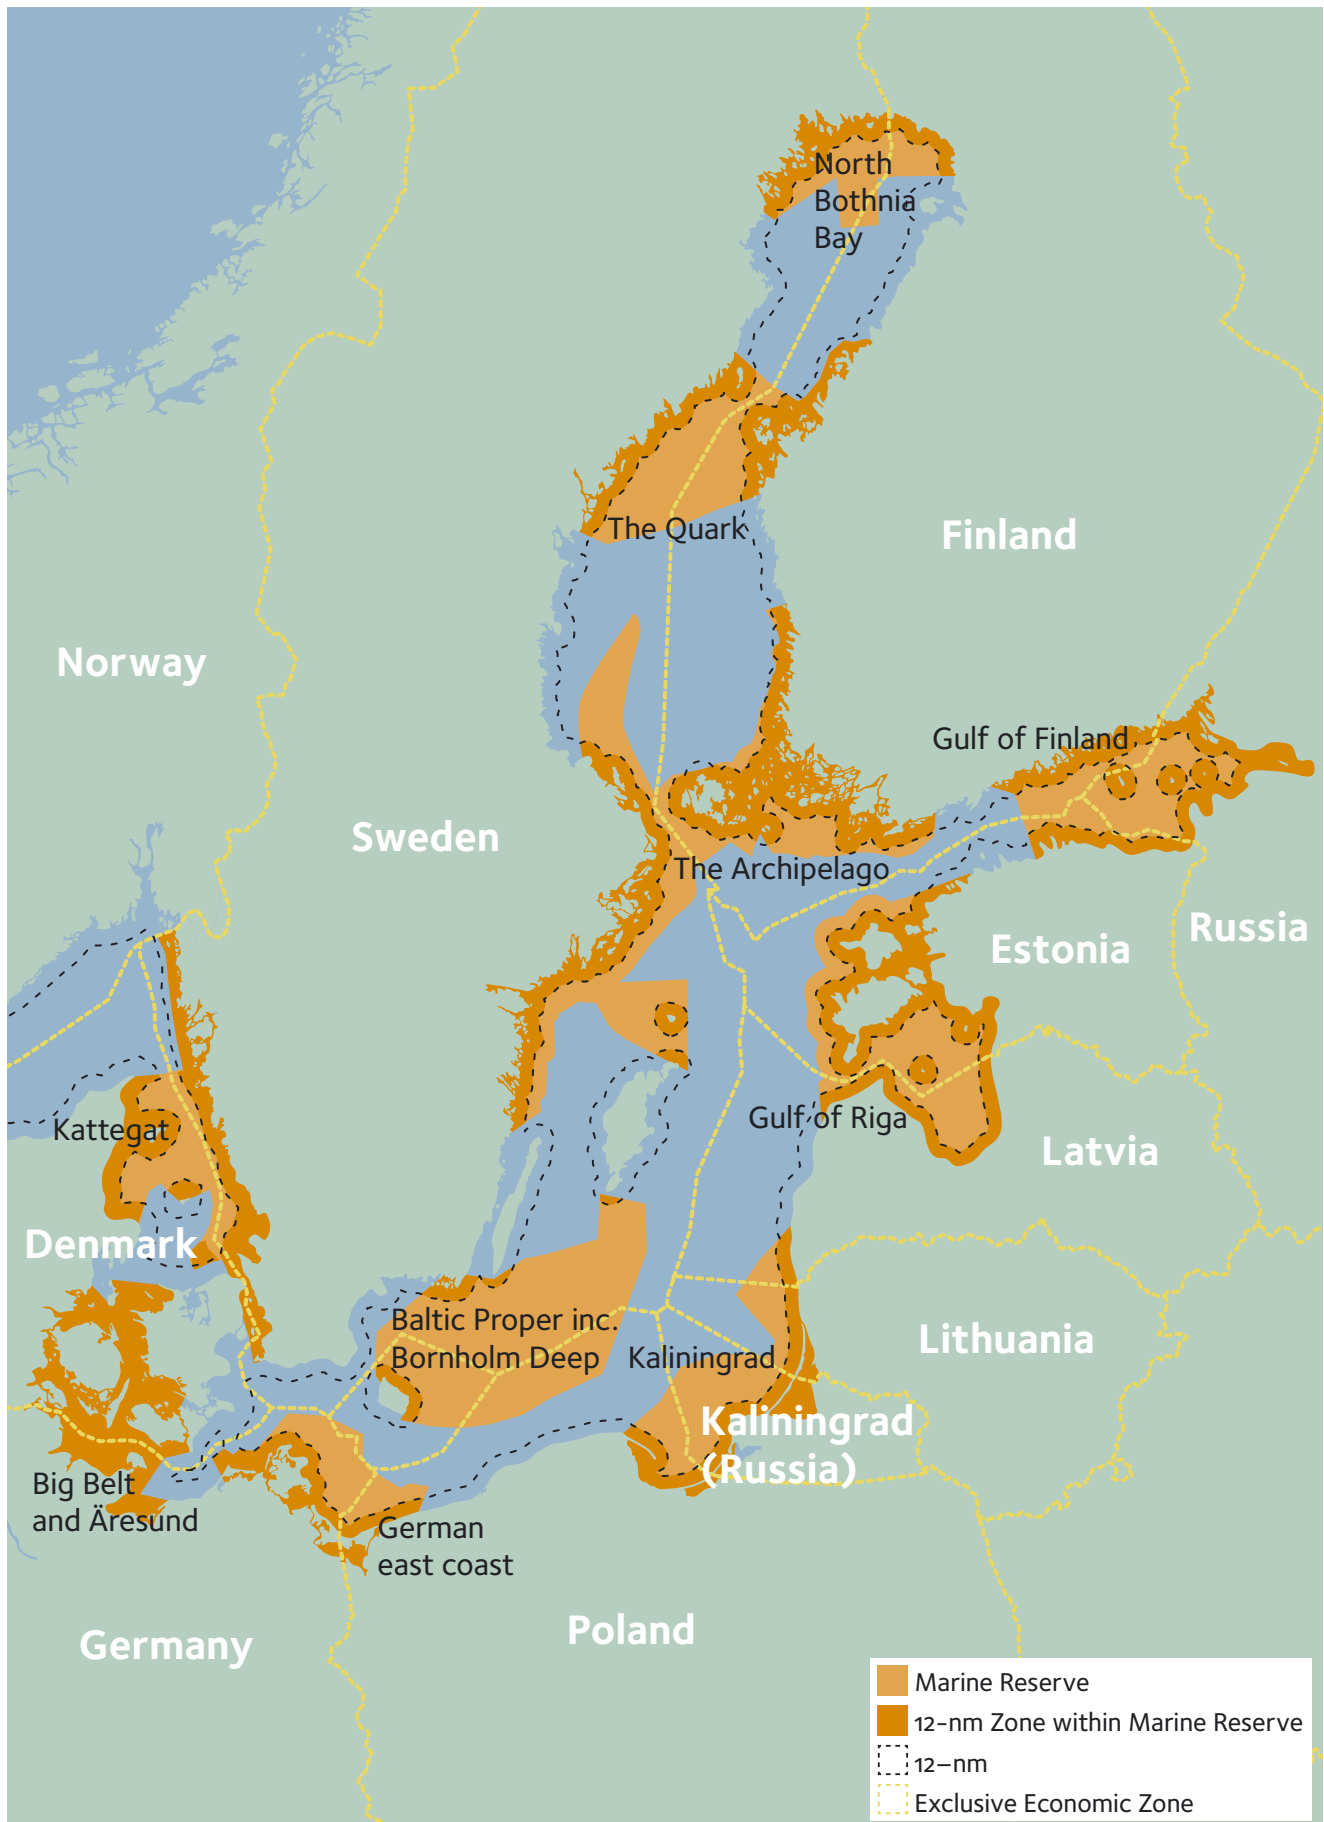 North
Bothnia
Bay
The Quark
Finland
Norway
Gulf of Finland
Sweden
The Archipelago
Russia
Estonia
Kattegat
Gulf of Riga
Latvia
Denmark
Baltic Proper inc.
Bornholm Deep
Kaliningrad
Lithuania
Kaliningrad
(Russia)
Big Belt
and Äresund
German
east coast
Poland
Germany
Marine Reserve
12-nm Zone within Marine Reserve
12–nm
Exclusive Economic Zone